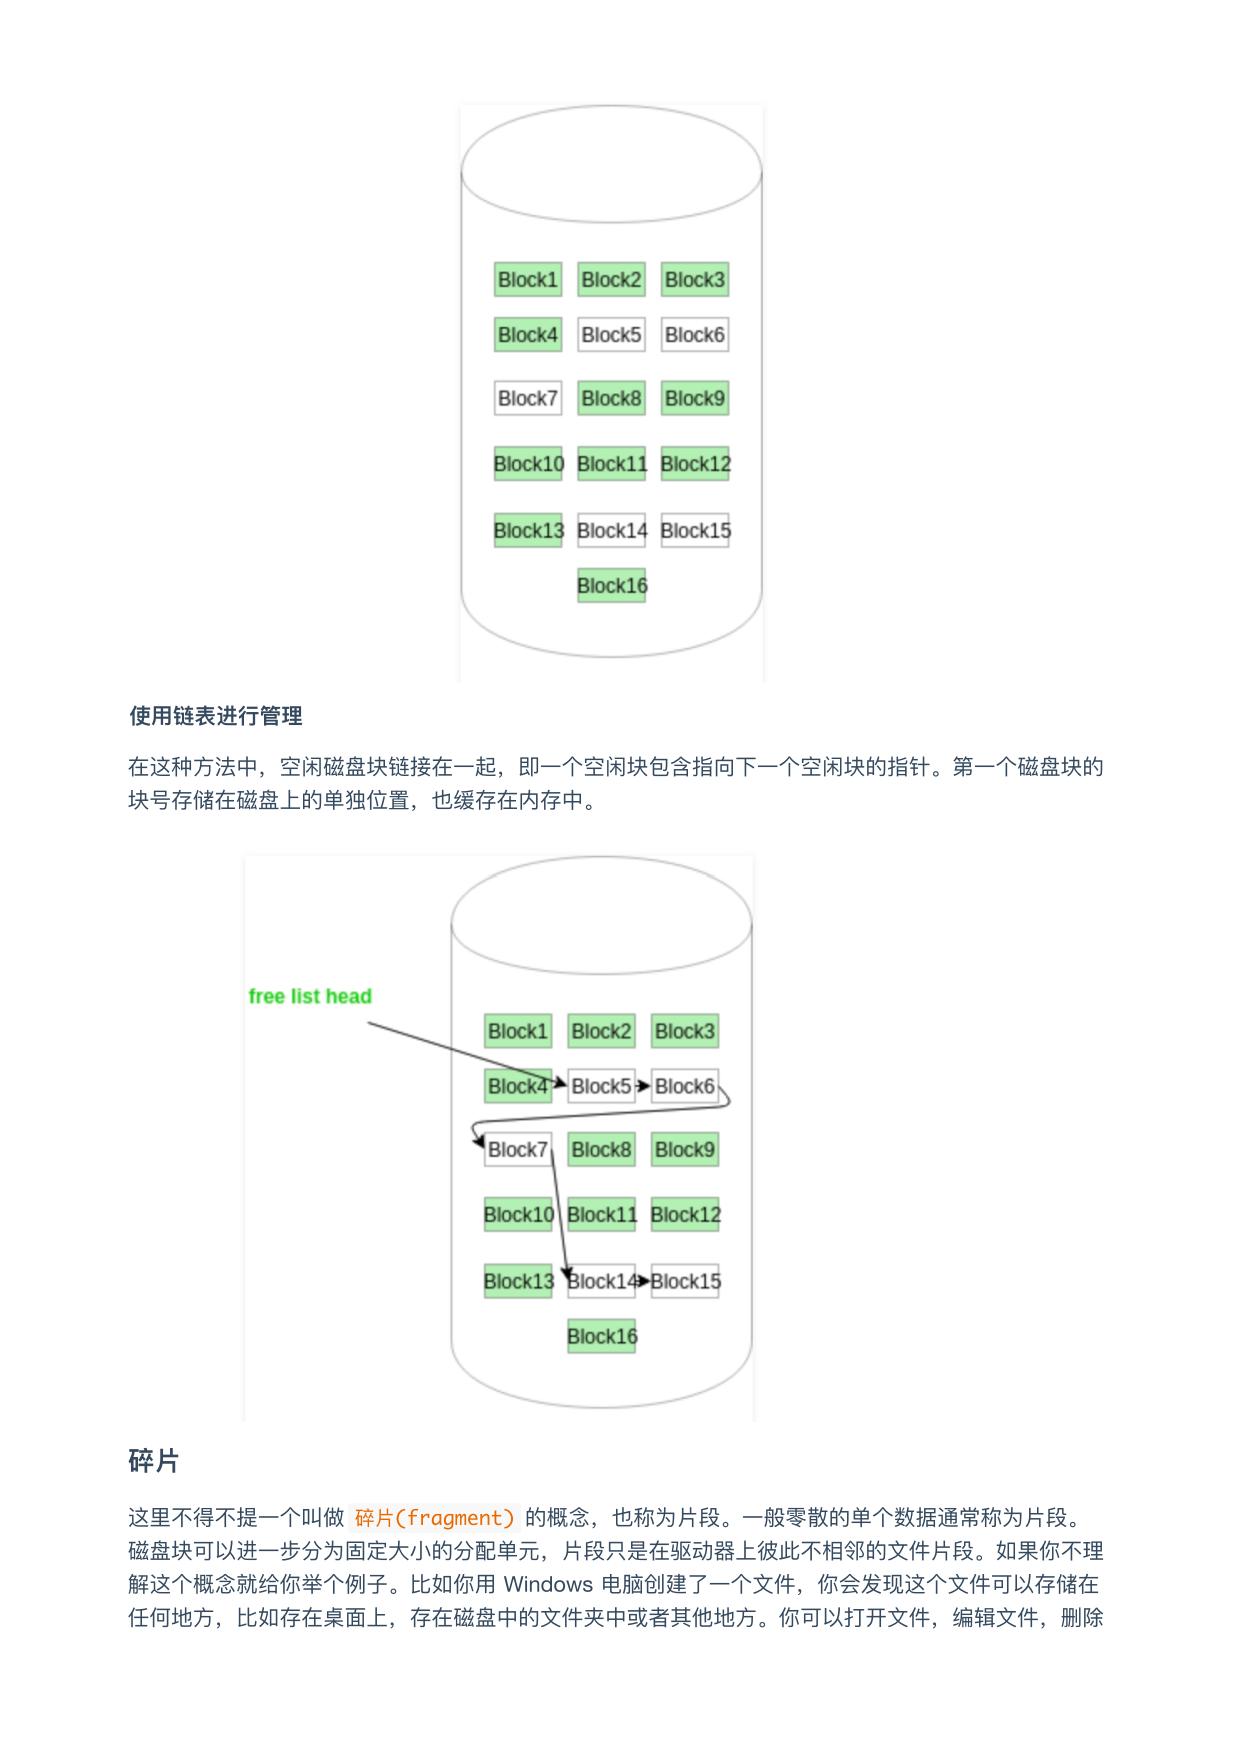 Block1 Block2 Block3
Block4 Block5 Block6
Block7 Block8 Block9
Block10 Block11 Block12
Block13 Block14 Block15
Block16
使用链表进行管理
在这种方法中，空闲磁盘块链接在一起，即一个空闲块包含指向下一个空闲块的指针。第一个磁盘块的
块号存储在磁盘上的单独位置，也缓存在内存中。
free list head
Block1 Block2 Block3
Block4 Block5 Block6
Block7 Block8 Block9
Block10 Block11 Block12
Block13 Block14 Block15
Block16
碎片
这里不得不提一个叫做 碎片(fragment) 的概念，也称为片段。一般零散的单个数据通常称为片段。
磁盘块可以进一步分为固定大小的分配单元，片段只是在驱动器上彼此不相邻的文件片段。如果你不理
解这个概念就给你举个例子。比如你用 Windows 电脑创建了一个文件，你会发现这个文件可以存储在
任何地方，比如存在桌面上，存在磁盘中的文件夹中或者其他地方。你可以打开文件，编辑文件，删除